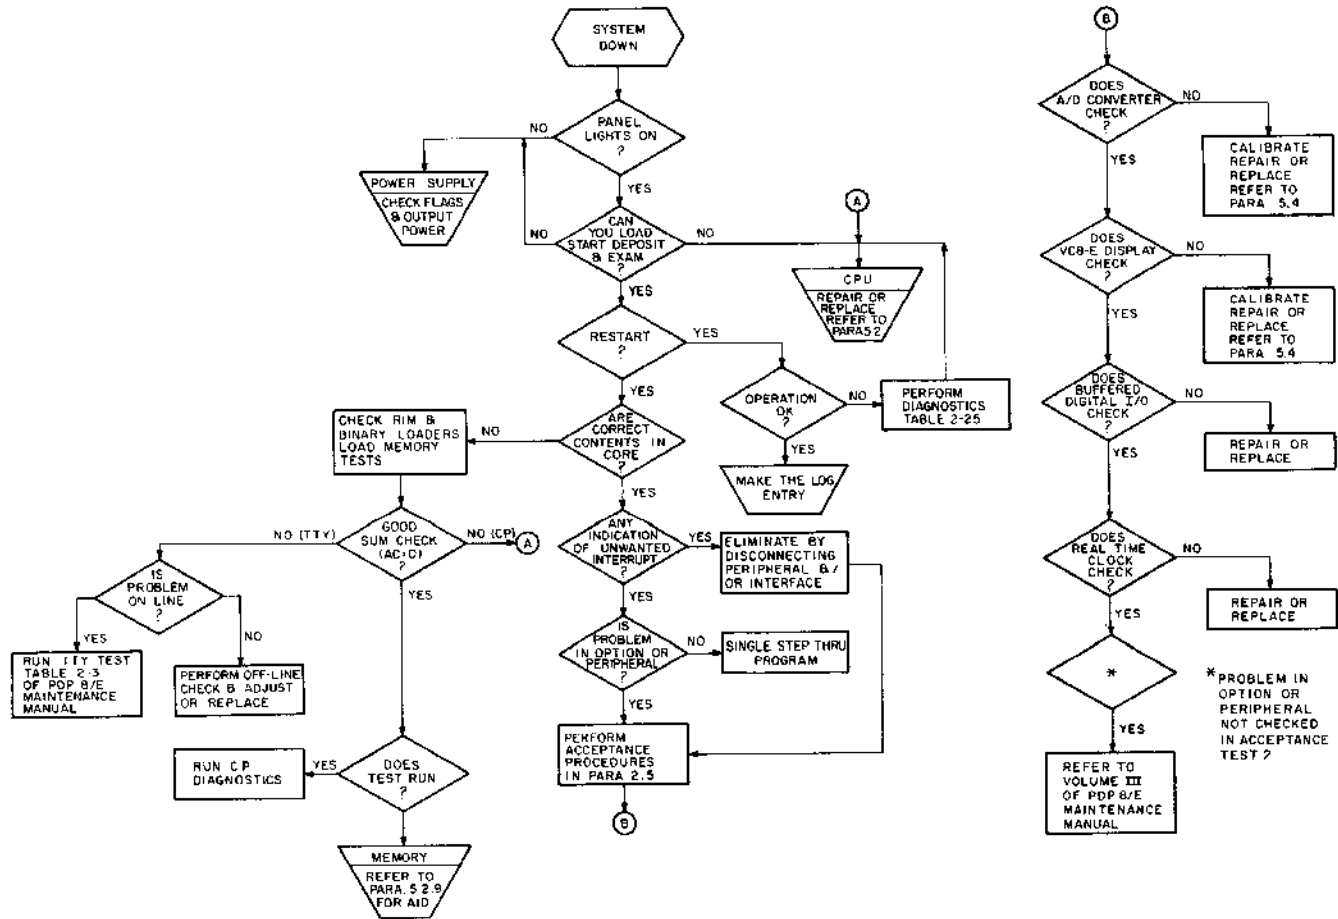 SYSTEM
DOWN
PANEL
LIGHTS ON
?
NO
YES
POWER SUPPLY
CHECK FLAGS
& OUTPUT
POWER
CAN
YOU LOAD
START DEPOSIT
& EXAM
?
NO
NO
YES
A
CPU
REPAIR OR
REPLACE
REFER TO
PARA 5.2
RESTART
?
YES
YES
OPERATION
OK
?
NO
YES
PERFORM
DIAGNOSTICS
TABLE 2-25
MAKE THE LOG
ENTRY
ARE
CORRECT
CONTENTS IN
CORE
?
NO
YES
CHECK RIM &
BINARY LOADERS
LOAD MEMORY
TESTS
GOOD
SUM CHECK
(AC=0)
?
NO (TTY)
NO (CP)
A
YES
IS
PROBLEM
ON LINE
?
YES
NO
RUN TTY TEST
TABLE 2-3
OF PDP 8/E
MAINTENANCE
MANUAL
PERFORM OFF-LINE
CHECK & ADJUST
OR REPLACE
DOES
TEST RUN
?
YES
RUN CP
DIAGNOSTICS
MEMORY
REFER TO
PARA. 5.2.9
FOR AID
ANY
INDICATION
OF UNWANTED
INTERRUPT
?
YES
YES
ELIMINATE BY
DISCONNECTING
PERIPHERAL &/
OR INTERFACE
IS
PROBLEM
IN OPTION OR
PERIPHERAL
?
NO
YES
SINGLE STEP THRU
PROGRAM
PERFORM
ACCEPTANCE
PROCEDURES
IN PARA 2.5
B
B
DOES
A/D CONVERTER
CHECK
?
NO
YES
CALIBRATE
REPAIR OR
REPLACE
REFER TO
PARA 5.4
DOES
VC8-E DISPLAY
CHECK
?
NO
YES
CALIBRATE
REPAIR OR
REPLACE
REFER TO
PARA 5.4
DOES
BUFFERED
DIGITAL I/O
CHECK
?
NO
YES
REPAIR OR
REPLACE
DOES
REAL TIME
CLOCK
CHECK
?
NO
YES
REPAIR OR
REPLACE
*
YES
REFER TO
VOLUME III
OF PDP 8/E
MAINTENANCE
MANUAL
*PROBLEM IN
OPTION OR
PERIPHERAL
NOT CHECKED
IN ACCEPTANCE
TEST?